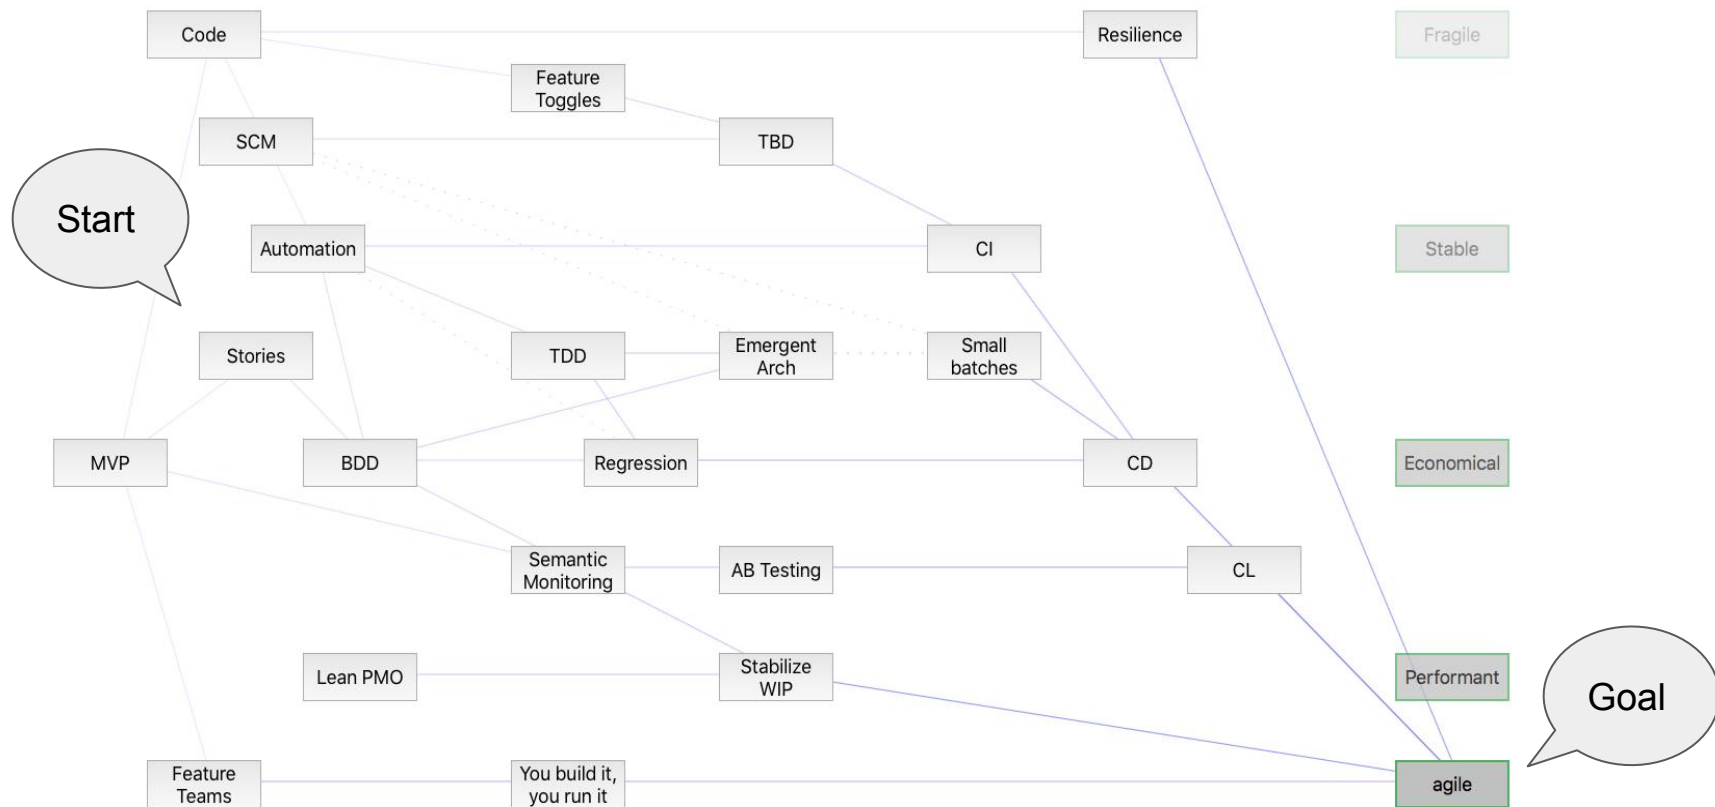 Code
Resilience
Fragile
Feature
Toggles
SCM
TBD
Start
Automation
CI
Stable
Stories
TDD
Emergent
Arch
Small
batches
MVP
BDD
Regression
CD
Economical
Semantic
Monitoring
AB Testing
CL
Lean PMO
Stabilize
WIP
Performant
Goal
Feature
Teams
You build it,
you run it
agile